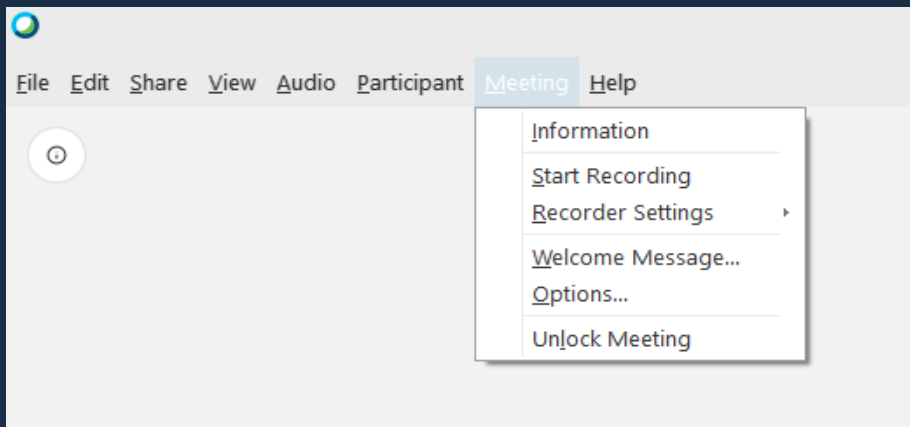 File Edit Share View Audio Participant Meeting Help
Information
Start Recording
Recorder Settings
Welcome Message...
Options...
Unlock Meeting